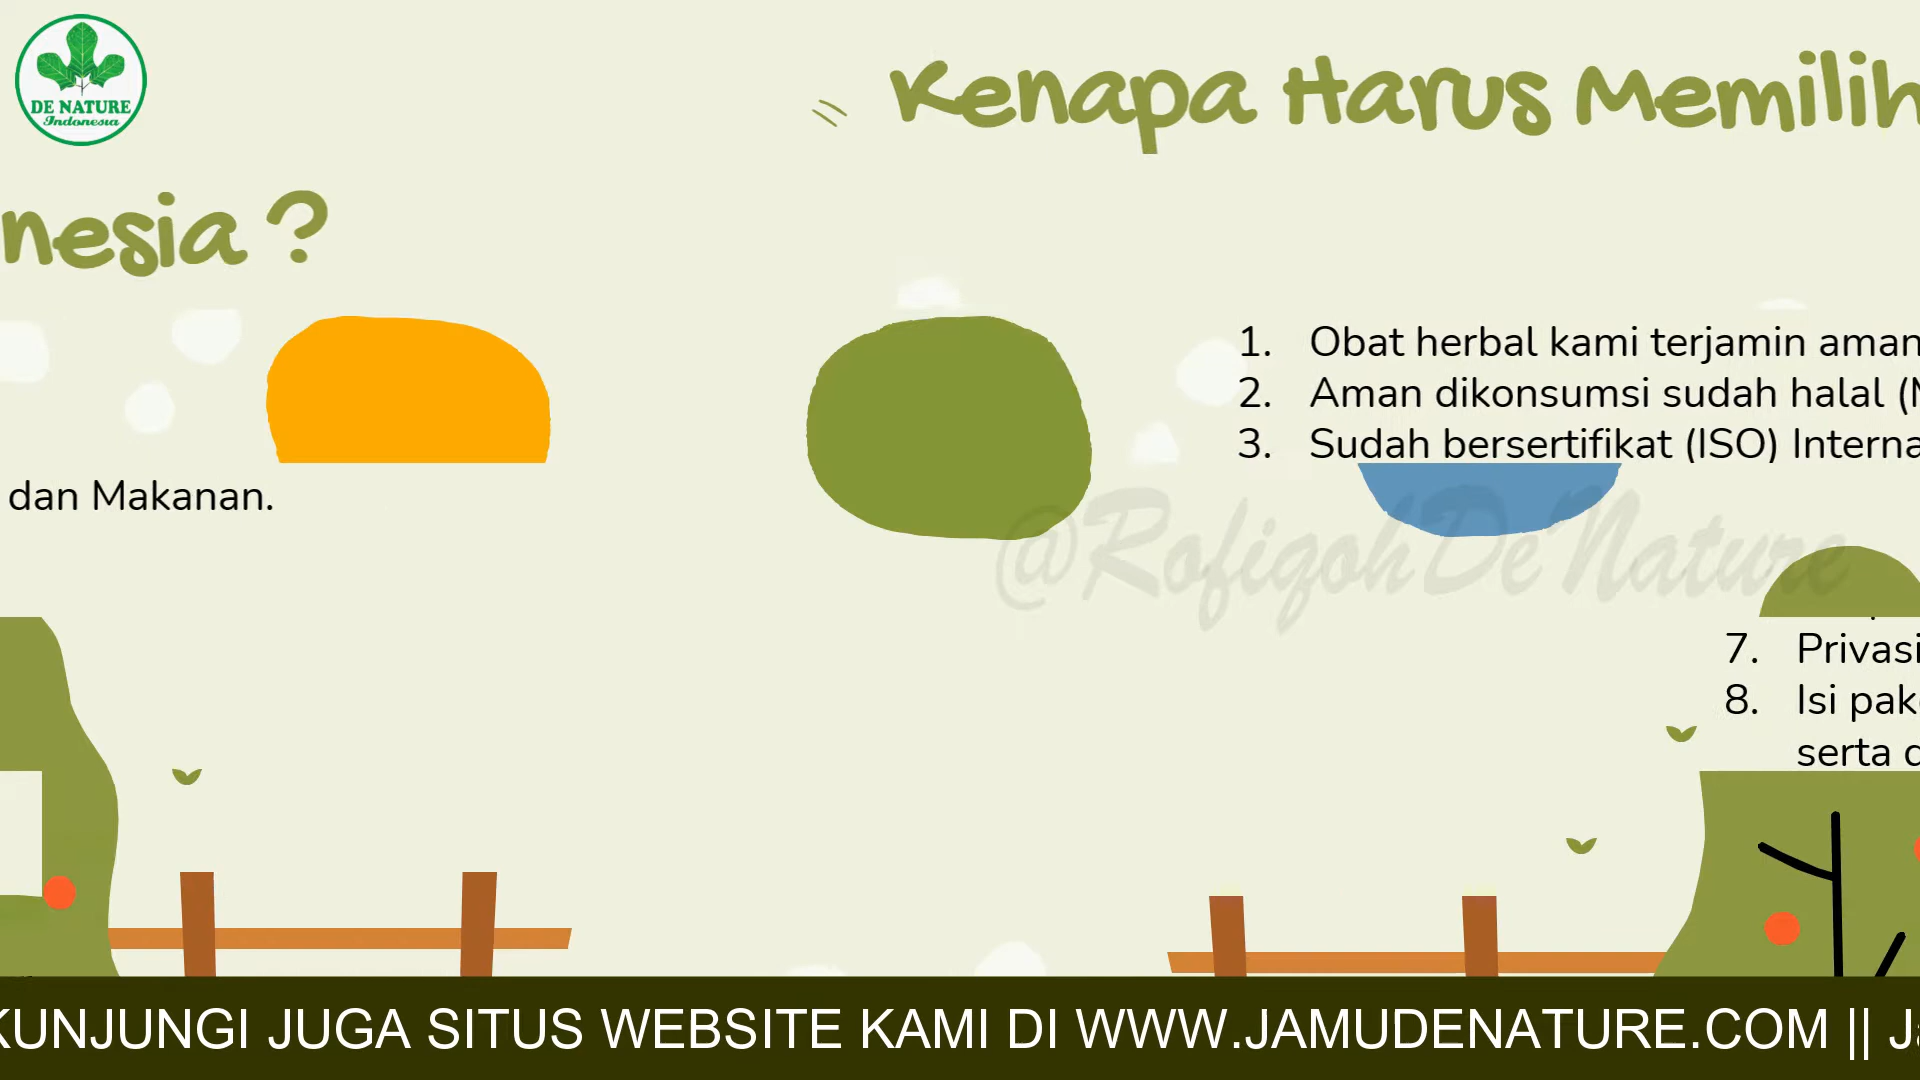 DE NATURE
Indonesia
Kenapa Harus Memilih
nesia ?
1. Obat herbal kami terjamin aman
2. Aman dikonsumsi sudah halal (
3. Sudah bersertifikat (ISO) Interna
dan Makanan.
@RofiqohDe'Nature
7. Privasi
8. Isi pak
serta d
KUNJUNGI JUGA SITUS WEBSITE KAMI DI WWW.JAMUDENATURE.COM || J